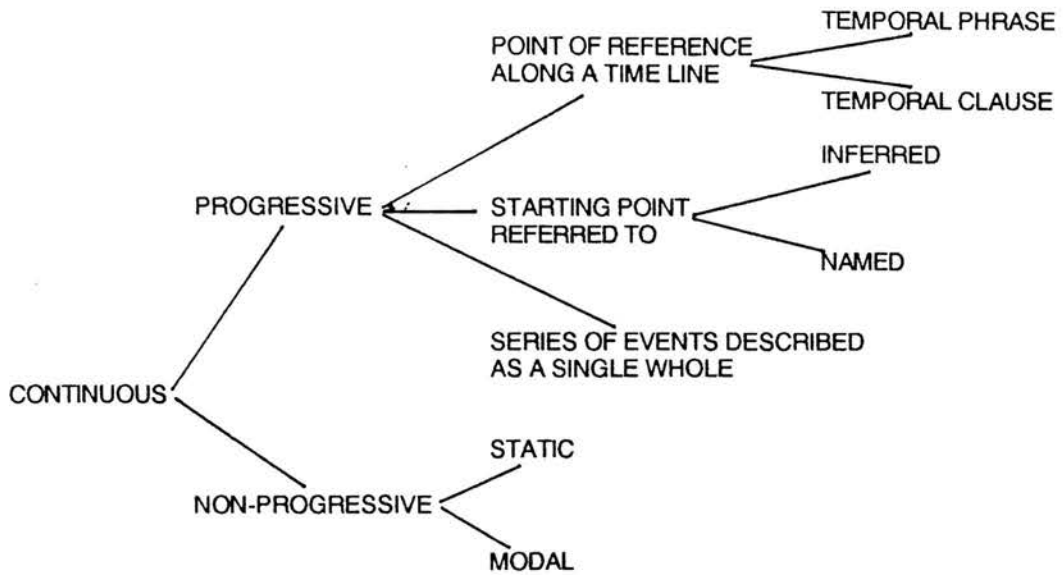 TEMPORAL PHRASE
POINT OF REFERENCE
ALONG A TIME LINE
TEMPORAL CLAUSE
INFERRED
PROGRESSIVE
STARTING POINT
REFERRED TO
NAMED
SERIES OF EVENTS DESCRIBED
AS A SINGLE WHOLE
CONTINUOUS
STATIC
NON-PROGRESSIVE
MODAL